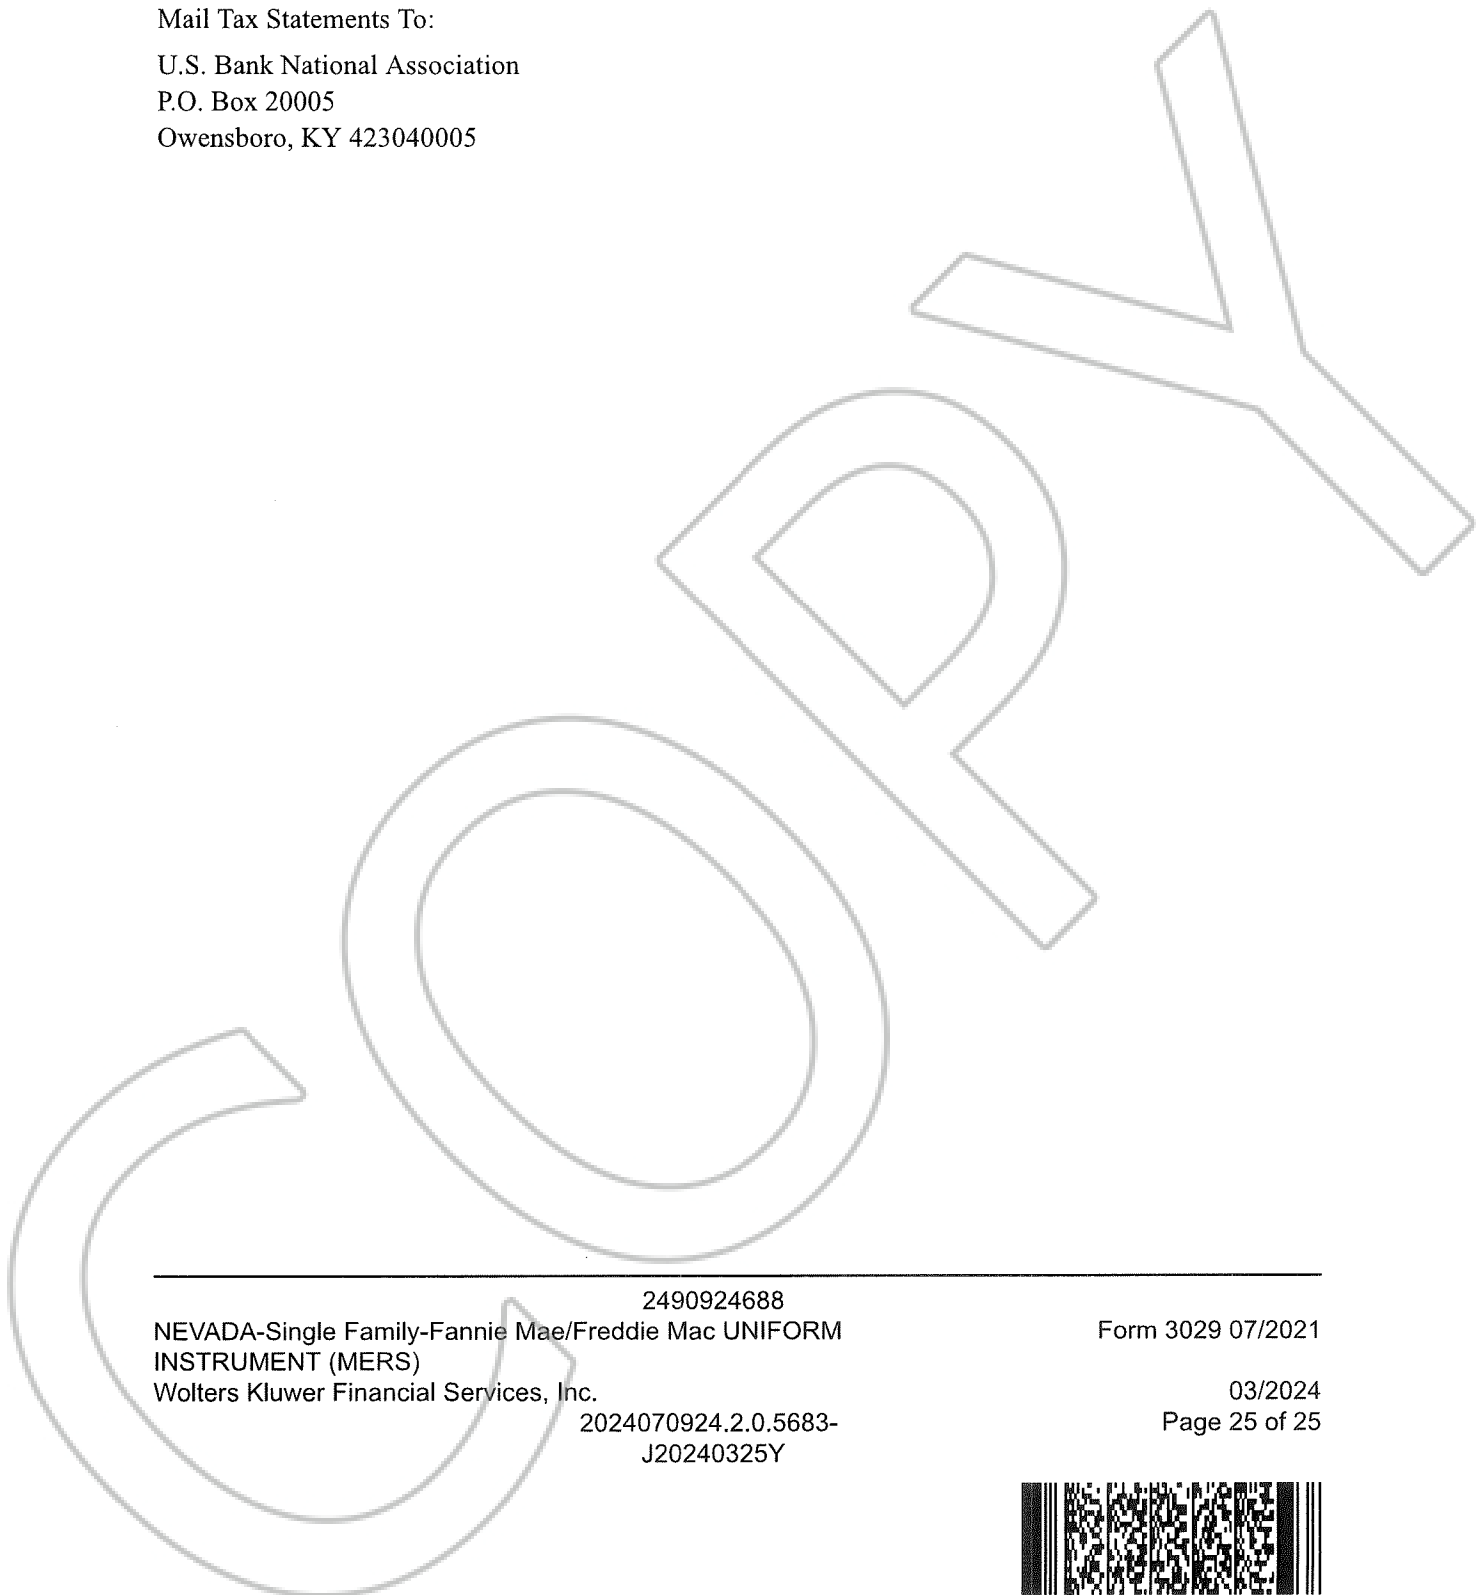 Mail Tax Statements To:
U.S. Bank National Association
P.O. Box 20005
Owensboro, KY 423040005
COPY
2490924688
NEVADA-Single Family-Fannie Mae/Freddie Mac UNIFORM
INSTRUMENT (MERS)
Form 3029 07/2021
Wolters Kluwer Financial Services, Inc.
03/2024
2024070924.2.0.5683-
J20240325Y
Page 25 of 25